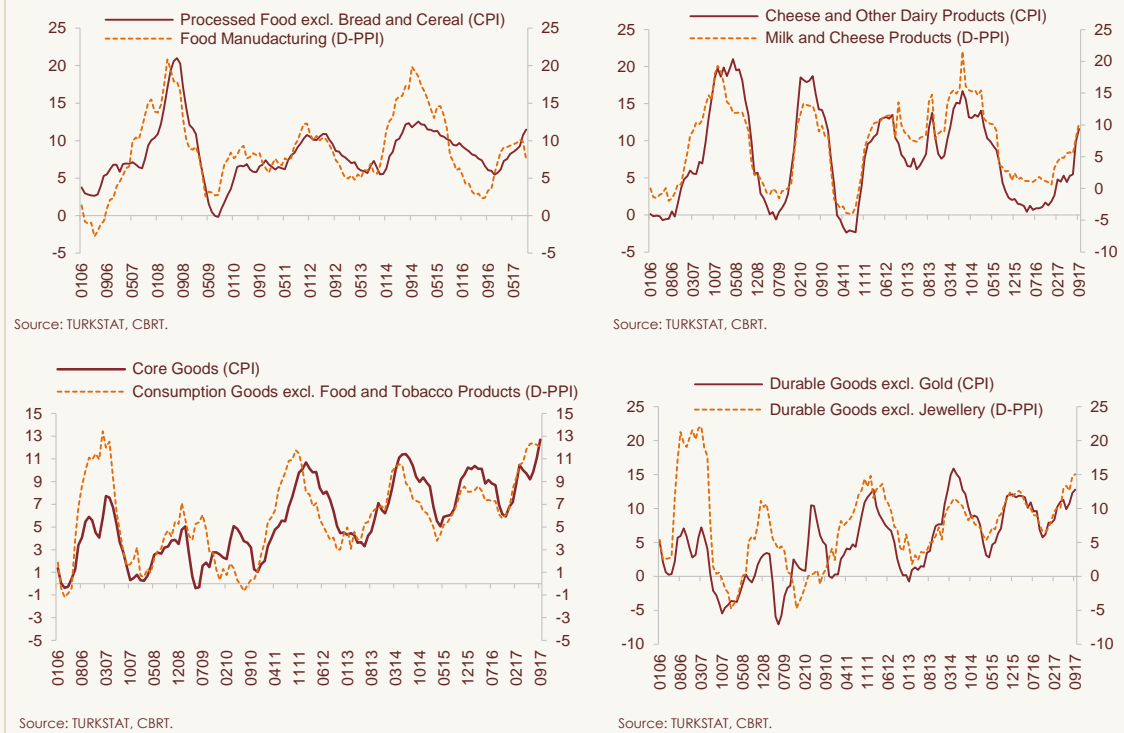 Processed Food excl. Bread and Cereal (CPI)
Food Manudacturing (D-PPI)
25 25
20 20
15 15
10 10
5 5
0 0
-5 -5
0106 0906 0507 0108 0908 0509 0110 0910 0511 0112 0912 0513 0114 0914 0515 0116 0916 0517
Source: TURKSTAT, CBRT.
Cheese and Other Dairy Products (CPI)
Milk and Cheese Products (D-PPI)
25 25
20 20
15 15
10 10
5 5
0 0
-5 -5
-10
0106 0806 0307 1007 0508 1208 0709 0210 0910 0411 1111 0612 0113 0813 0314 1014 0515 1215 0716 0217 0917
Source: TURKSTAT, CBRT.
Core Goods (CPI)
Consumption Goods excl. Food and Tobacco Products (D-PPI)
15 15
13 13
11 11
9 9
7 7
5 5
3 3
1 1
-1 -1
-3 -3
-5 -5
0106 0806 0307 1007 0508 1208 0709 0210 0910 0411 1111 0612 0113 0813 0314 1014 0515 1215 0716 0217 0917
Source: TURKSTAT, CBRT.
Durable Goods excl. Gold (CPI)
Durable Goods excl. Jewellery (D-PPI)
25 25
20 20
15 15
10 10
5 5
0 0
-5 -5
-10 -10
0106 0806 0307 1007 0508 1208 0709 0210 0910 0411 1111 0612 0113 0813 0314 1014 0515 1215 0716 0217 0917
Source: TURKSTAT, CBRT.